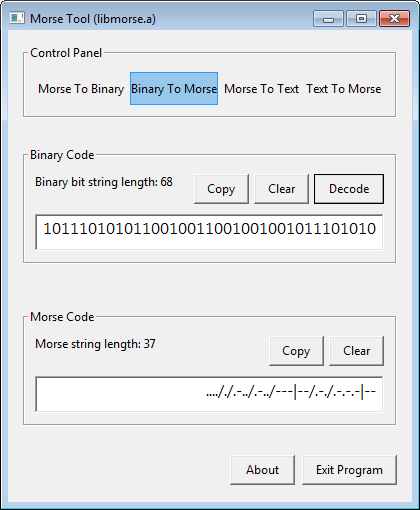 Morse Tool (libmorse.a)
Control Panel
Morse To Binary Binary To Morse Morse To Text Text To Morse
Binary Code
Binary bit string length: 68 Copy Clear Decode
1011101010110010011001001001011101010
Morse Code
Morse string length: 37
Copy Clear
...././.-../.-../---|--/.-./.-.-.-|--
About Exit Program